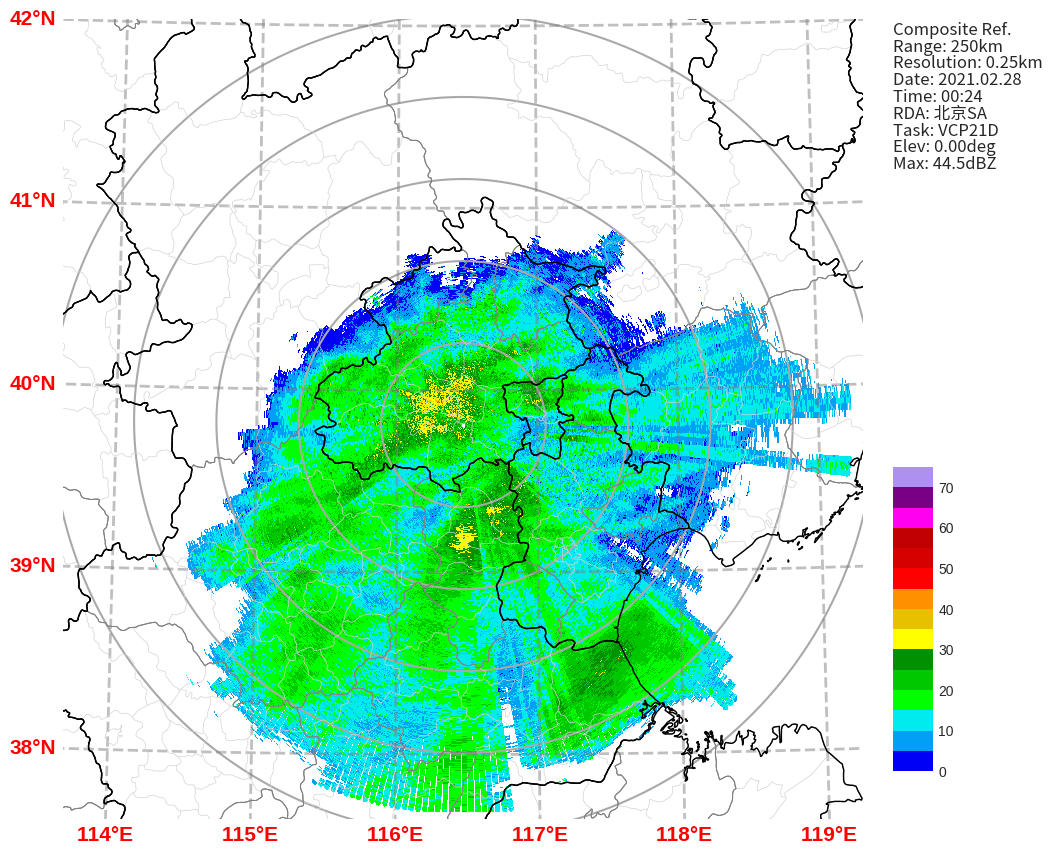 42°N
41°N
40°N
39°N
38°N
114°E
115°E
116°E
117°E
118°E
119°E
Composite Ref.
Range: 250km
Resolution: 0.25km
Date: 2021.02.28
Time: 00:24
RDA: 北京SA
Task: VCP21D
Elev: 0.00deg
Max: 44.5dBZ
70
60
50
40
30
20
10
0